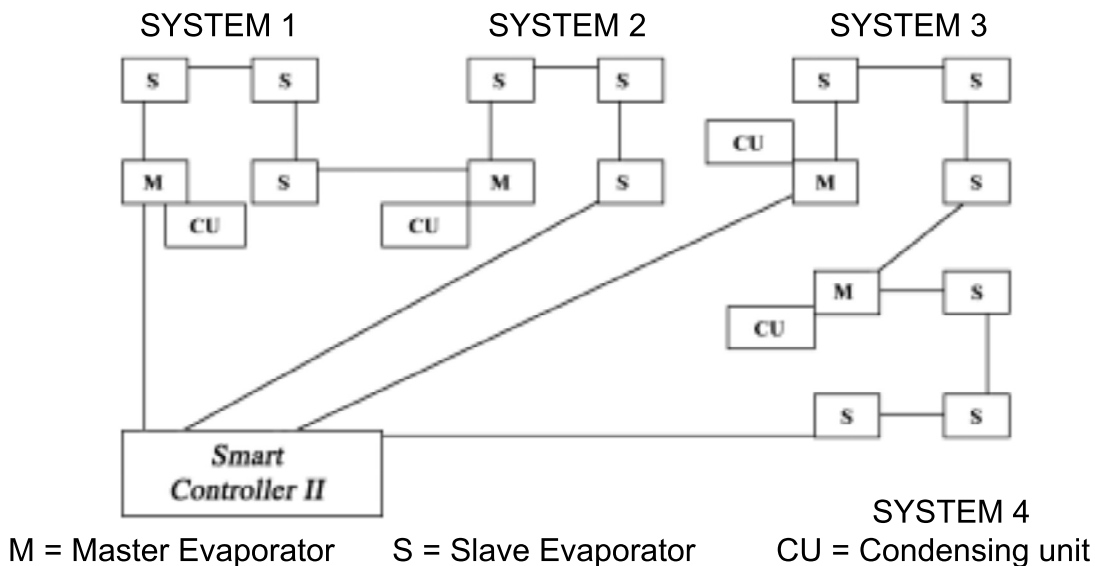 SYSTEM 1
SYSTEM 2
SYSTEM 3
S
S
S
S
S
S
CU
M
S
M
S
M
S
CU
CU
M
S
CU
S
S
Smart
Controller II
SYSTEM 4
M = Master Evaporator
S = Slave Evaporator
CU = Condensing unit